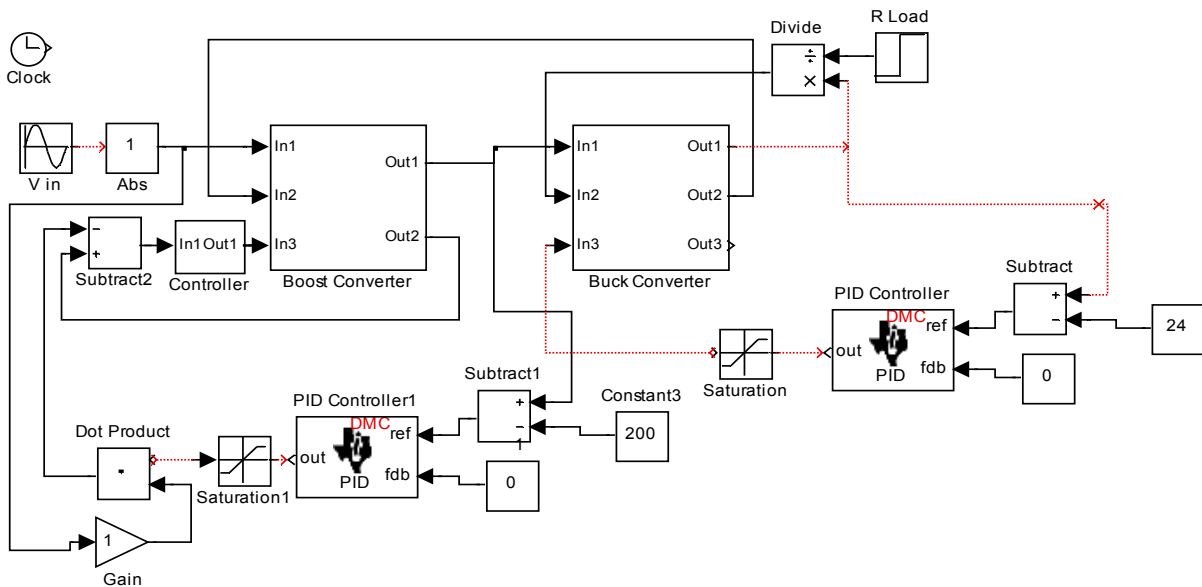 Clock
V in
1
Abs
In1
In2
In3
Out1
Out2
Boost Converter
In1
In2
In3
Out1
Out2
Out3
Buck Converter
Divide
÷
×
R Load
−
+
Subtract2
In1 Out1
Controller
Subtract
+
−
24
PID Controller
DMC
ref
out
fdb
PID
0
Saturation
Subtract1
+
−
1
Constant3
200
PID Controller1
DMC
ref
out
fdb
PID
0
Saturation1
Dot Product
1
Gain